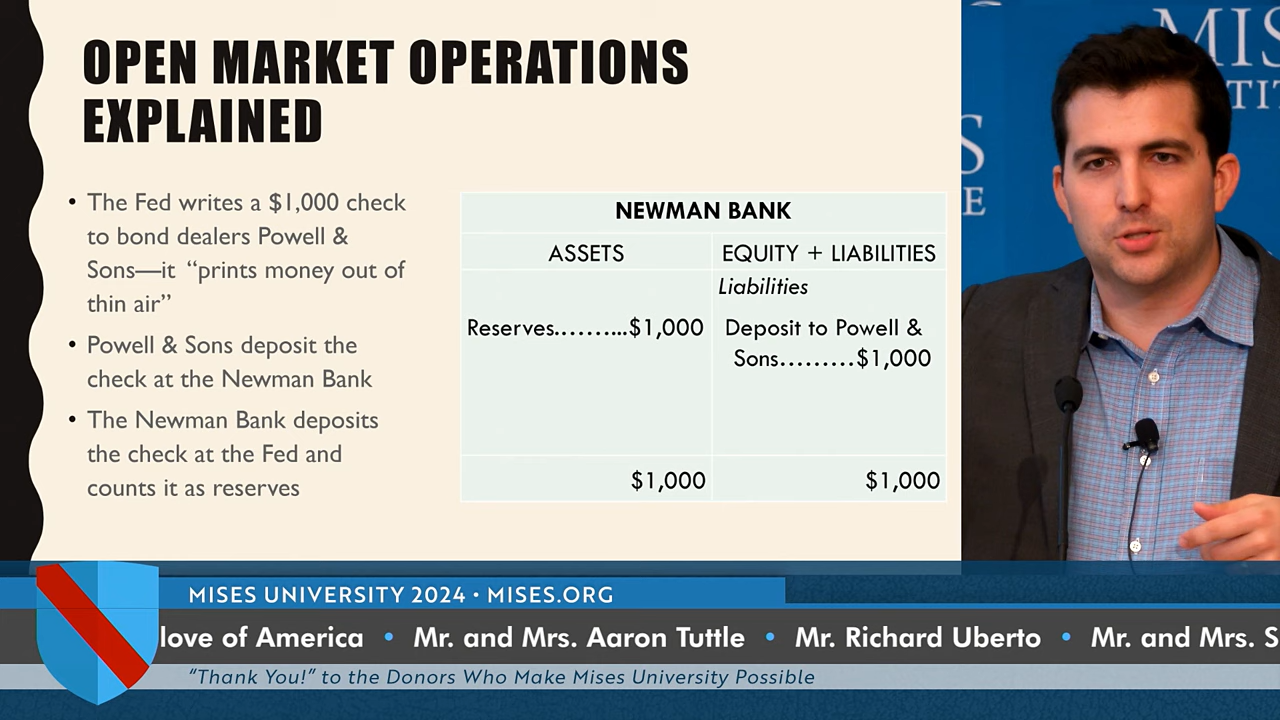 OPEN MARKET OPERATIONS
EXPLAINED
• The Fed writes a $1,000 check
to bond dealers Powell &
Sons—it “prints money out of
thin air”
• Powell & Sons deposit the
check at the Newman Bank
• The Newman Bank deposits
the check at the Fed and
counts it as reserves
NEWMAN BANK
ASSETS EQUITY + LIABILITIES
Liabilities
Reserves.……...$1,000 Deposit to Powell &
Sons………$1,000
$1,000 $1,000
MIS
TIT
S
E
MISES UNIVERSITY 2024 • MISES.ORG
love of America • Mr. and Mrs. Aaron Tuttle • Mr. Richard Uberto • Mr. and Mrs. S
“Thank You!” to the Donors Who Make Mises University Possible